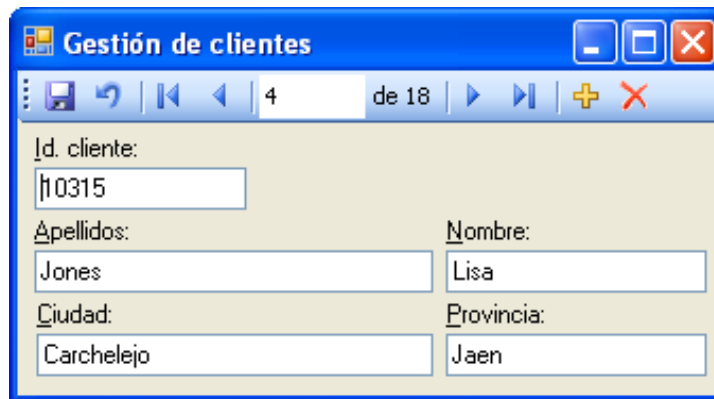 Gestión de clientes
4 de 18
Id. cliente:
10315
Apellidos: Nombre:
Jones Lisa
Ciudad: Provincia:
Carchelejo Jaen